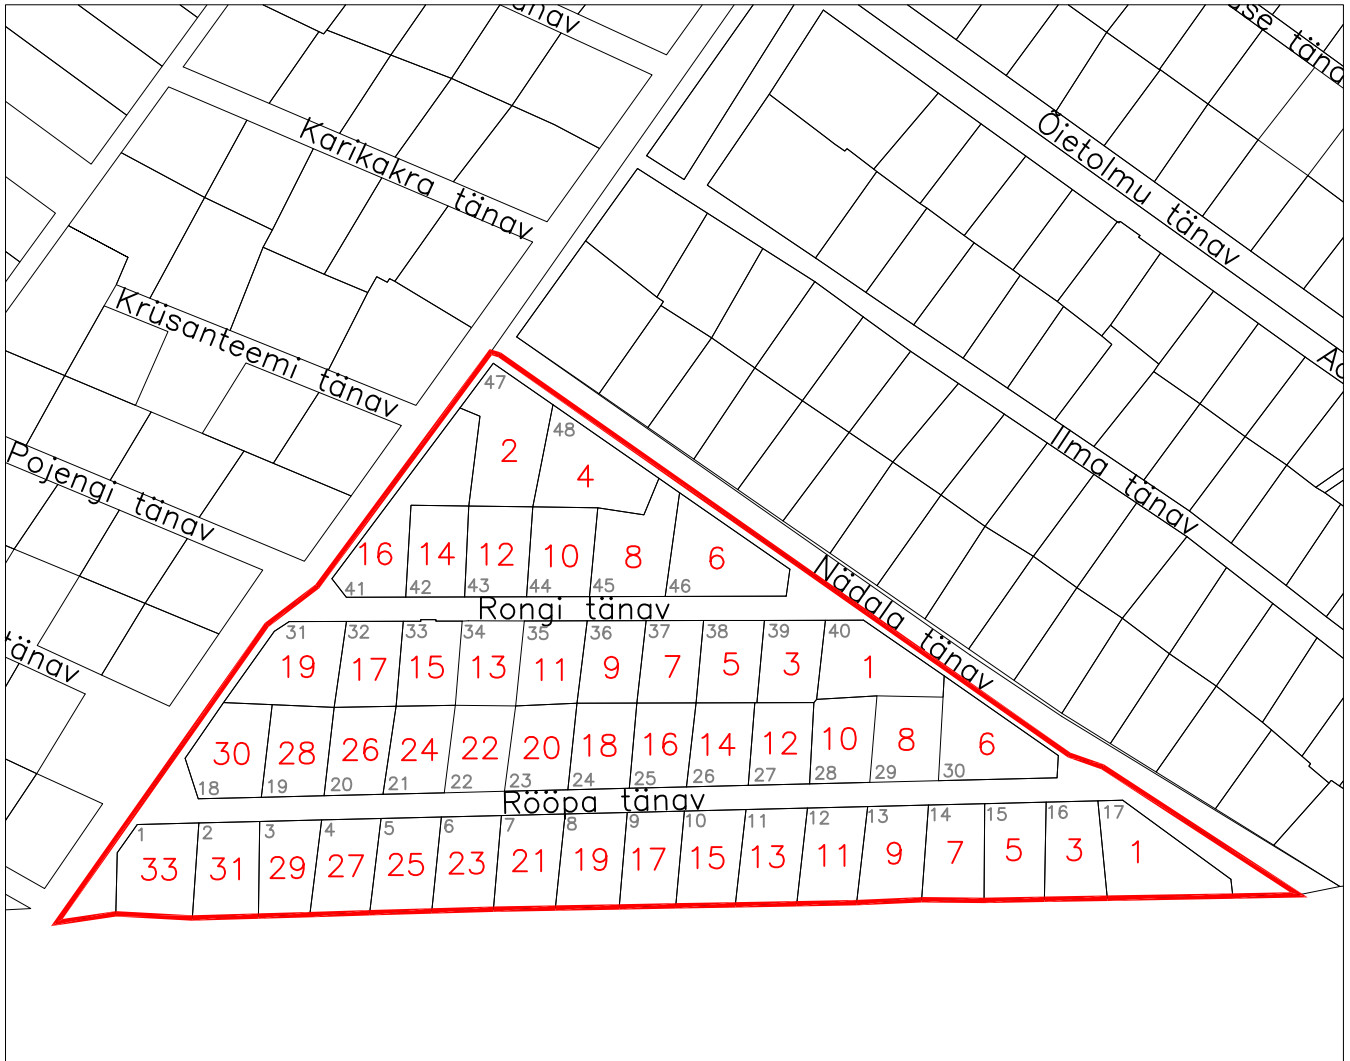 tänav
Karikakra tänav
Õietolmu tänav
tänav
Krüsanteemi tänav
Pojengi tänav
Ilma tänav
Nädala tänav
47
48
2
4
16 14 12 10 8 6
41 42 43 44 45 46
Rongi tänav
31 32 33 34 35 36 37 38 39 40
19 17 15 13 11 9 7 5 3 1
30 28 26 24 22 20 18 16 14 12 10 8 6
18 19 20 21 22 23 24 25 26 27 28 29 30
Rööpa tänav
1 2 3 4 5 6 7 8 9 10 11 12 13 14 15 16 17
33 31 29 27 25 23 21 19 17 15 13 11 9 7 5 3 1